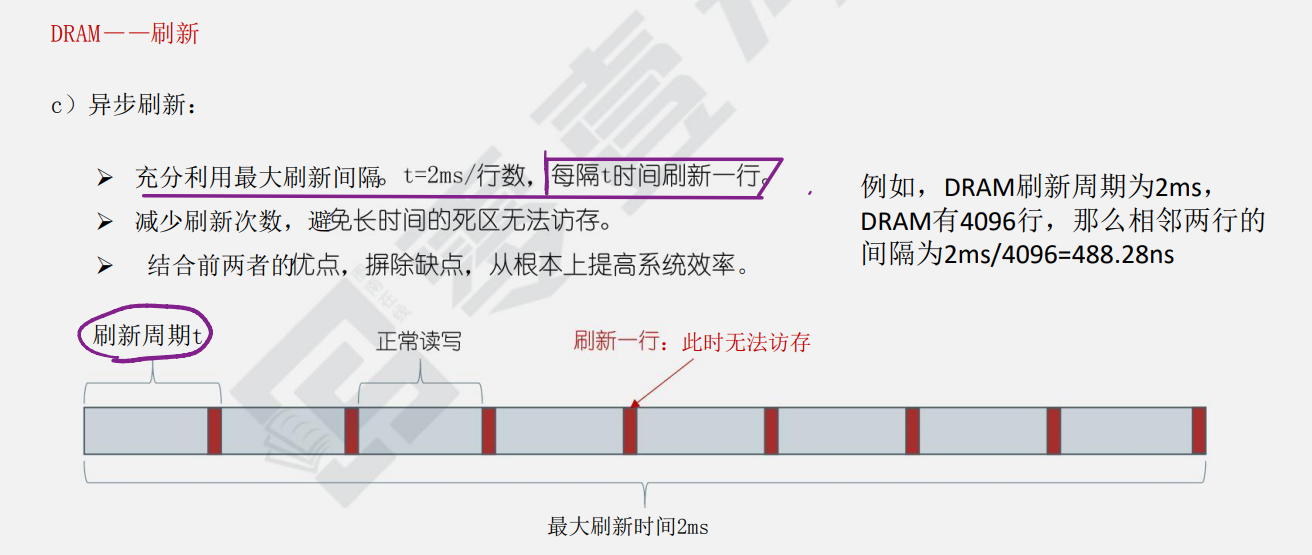 DRAM——刷新
c）异步刷新：
充分利用最大刷新间隔。t=2ms/行数，每隔t时间刷新一行。
减少刷新次数，避免长时间的死区无法访存。
结合前两者的优点，摒除缺点，从根本上提高系统效率。
例如，DRAM刷新周期为2ms，
DRAM有4096行，那么相邻两行的
间隔为2ms/4096=488.28ns
刷新周期t
正常读写
刷新一行：此时无法访存
最大刷新时间2ms